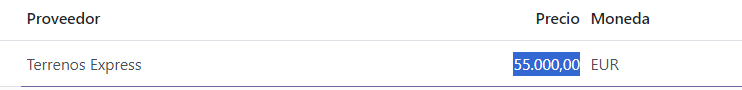 Proveedor Precio Moneda
Terrenos Express 55.000,00 EUR